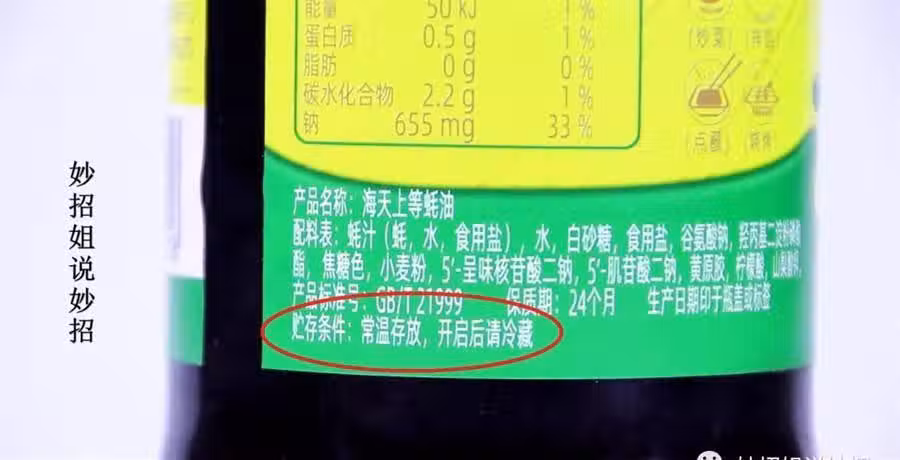 能量 50 kJ 1 %
蛋白质 0.5 g 1 %
脂肪 0 g 0 %
碳水化合物 2.2 g 1 %
钠 655 mg 33 %
(炒菜)
(点蘸) (烧烤)
妙招姐说妙招
产品名称：海天上等蚝油
配料表：蚝汁（蚝，水，食用盐），水，白砂糖，食用盐，谷氨酸钠，羟丙基二淀粉磷酸
酯，焦糖色，小麦粉，5′-呈味核苷酸二钠，5′-肌苷酸二钠，黄原胶，柠檬酸，山梨酸钾，
产品标准号：GB/T 21999 保质期：24个月 生产日期印于瓶盖或标签
贮存条件：常温存放，开启后请冷藏